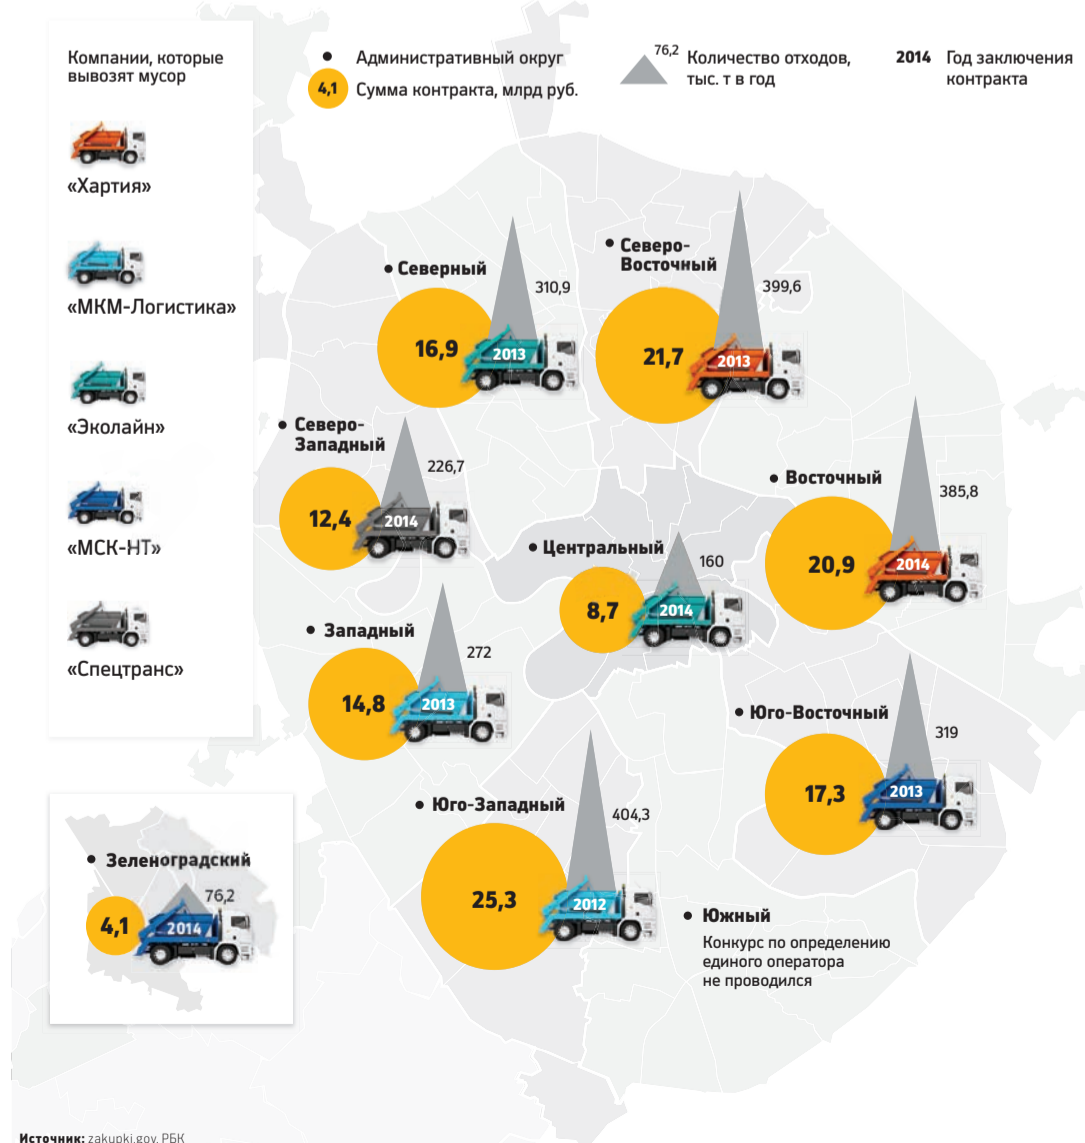 Компании, которые
вывозят мусор
«Хартия»
«МКМ-Логистика»
«Эколайн»
«МСК-НТ»
«Спецтранс»
Административный округ
4,1 Сумма контракта, млрд руб.
76,2 Количество отходов,
тыс. т в год
2014 Год заключения
контракта
Северный
310,9
16,9
2013
Северо-
Восточный
399,6
21,7
2013
Северо-
Западный
226,7
12,4
2014
Восточный
385,8
20,9
2014
Центральный
160
8,7
2014
Западный
272
14,8
2013
Юго-Восточный
319
17,3
2013
Юго-Западный
404,3
25,3
2012
Южный
Конкурс по определению
единого оператора
не проводился
Зеленоградский
76,2
4,1
2014
Источник: zakupki.gov, РБК